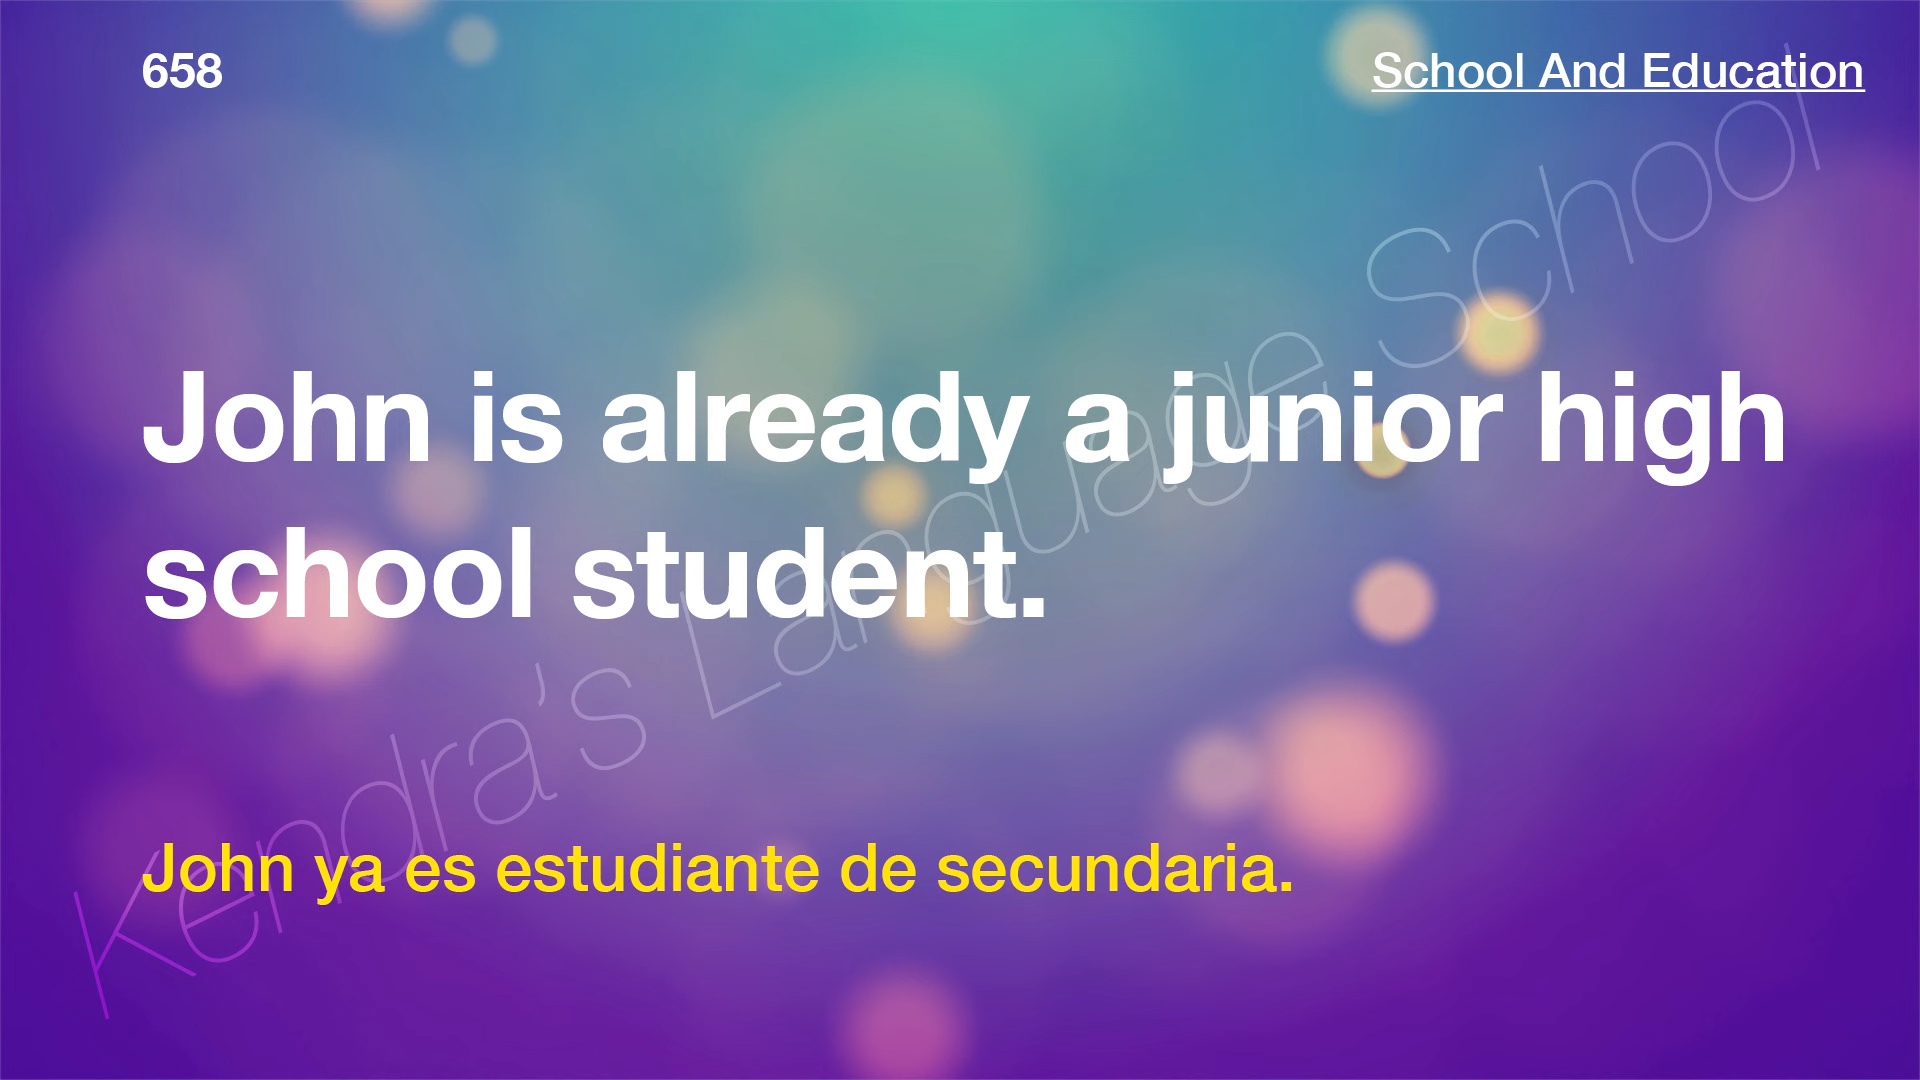 658
School And Education
John is already a junior high
school student.
John ya es estudiante de secundaria.
Kendra’s Language School